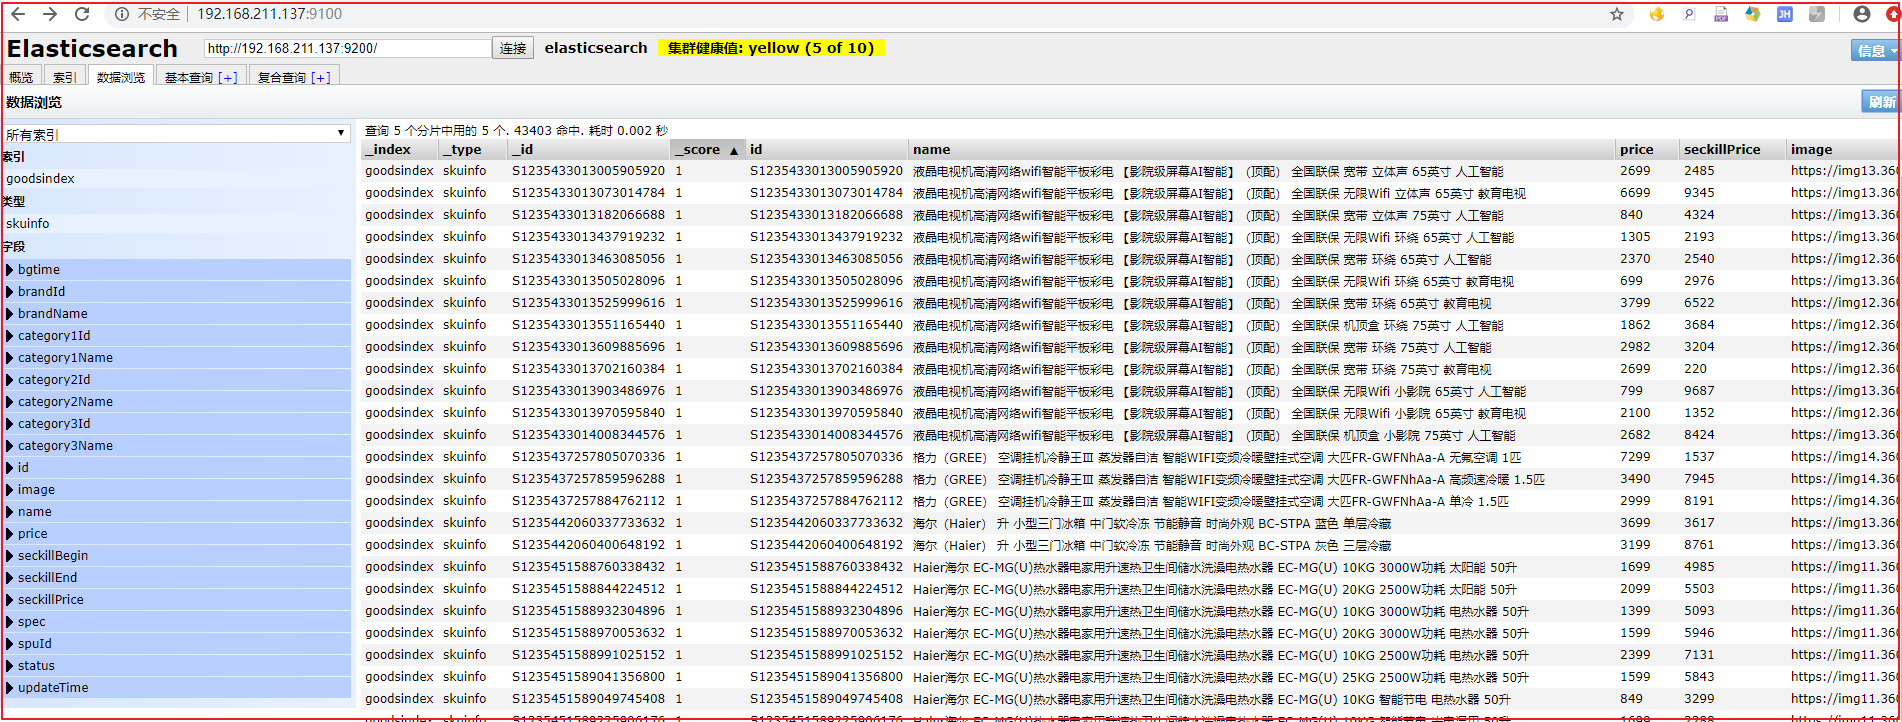 不安全 192.168.211.137:9100
Elasticsearch http://192.168.211.137:9200/ 连接 elasticsearch 集群健康值: yellow (5 of 10) 信息
概览 索引 数据浏览 基本查询 [+] 复合查询 [+]
数据浏览 刷新
所有索引
索引
goodsindex
类型
skuinfo
字段
bgtime
brandId
brandName
category1Id
category1Name
category2Id
category2Name
category3Id
category3Name
id
image
name
price
seckillBegin
seckillEnd
seckillPrice
spec
spuId
status
updateTime
查询 5 个分片中用的 5 个. 43403 命中. 耗时 0.002 秒
_index _type _id _score ▲ id name price seckillPrice image
goodsindex skuinfo S1235433013005905920 1 S1235433013005905920 液晶电视机高清网络wifi智能平板彩电 【影院级屏幕AI智能】 (顶配) 全国联保 宽带 立体声 65英寸 人工智能 2699 2485 https://img13.360
goodsindex skuinfo S1235433013073014784 1 S1235433013073014784 液晶电视机高清网络wifi智能平板彩电 【影院级屏幕AI智能】 (顶配) 全国联保 无限Wifi 立体声 65英寸 教育电视 6699 9345 https://img13.360
goodsindex skuinfo S1235433013182066688 1 S1235433013182066688 液晶电视机高清网络wifi智能平板彩电 【影院级屏幕AI智能】 (顶配) 全国联保 宽带 立体声 75英寸 人工智能 840 4324 https://img13.360
goodsindex skuinfo S1235433013437919232 1 S1235433013437919232 液晶电视机高清网络wifi智能平板彩电 【影院级屏幕AI智能】 (顶配) 全国联保 无限Wifi 环绕 65英寸 人工智能 1305 2193 https://img13.360
goodsindex skuinfo S1235433013463085056 1 S1235433013463085056 液晶电视机高清网络wifi智能平板彩电 【影院级屏幕AI智能】 (顶配) 全国联保 宽带 环绕 65英寸 人工智能 2370 2540 https://img12.360
goodsindex skuinfo S1235433013505028096 1 S1235433013505028096 液晶电视机高清网络wifi智能平板彩电 【影院级屏幕AI智能】 (顶配) 全国联保 无限Wifi 环绕 65英寸 教育电视 699 2976 https://img13.360
goodsindex skuinfo S1235433013525999616 1 S1235433013525999616 液晶电视机高清网络wifi智能平板彩电 【影院级屏幕AI智能】 (顶配) 全国联保 宽带 环绕 65英寸 教育电视 3799 6522 https://img12.360
goodsindex skuinfo S1235433013551165440 1 S1235433013551165440 液晶电视机高清网络wifi智能平板彩电 【影院级屏幕AI智能】 (顶配) 全国联保 机顶盒 环绕 75英寸 人工智能 1862 3684 https://img12.360
goodsindex skuinfo S1235433013609885696 1 S1235433013609885696 液晶电视机高清网络wifi智能平板彩电 【影院级屏幕AI智能】 (顶配) 全国联保 宽带 环绕 75英寸 人工智能 2982 3204 https://img12.360
goodsindex skuinfo S1235433013702160384 1 S1235433013702160384 液晶电视机高清网络wifi智能平板彩电 【影院级屏幕AI智能】 (顶配) 全国联保 宽带 环绕 75英寸 教育电视 2699 220 https://img12.360
goodsindex skuinfo S1235433013903486976 1 S1235433013903486976 液晶电视机高清网络wifi智能平板彩电 【影院级屏幕AI智能】 (顶配) 全国联保 无限Wifi 小影院 65英寸 人工智能 799 9687 https://img13.360
goodsindex skuinfo S1235433013970595840 1 S1235433013970595840 液晶电视机高清网络wifi智能平板彩电 【影院级屏幕AI智能】 (顶配) 全国联保 无限Wifi 小影院 65英寸 教育电视 2100 1352 https://img12.360
goodsindex skuinfo S1235433014008344576 1 S1235433014008344576 液晶电视机高清网络wifi智能平板彩电 【影院级屏幕AI智能】 (顶配) 全国联保 机顶盒 小影院 75英寸 人工智能 2682 8424 https://img13.360
goodsindex skuinfo S1235437257805070336 1 S1235437257805070336 格力（GREE） 空调挂机冷静王III 蒸发器自洁 智能WIFI变频冷暖壁挂式空调 大匹FR-GWFNhAa-A 无氟空调 1匹 7299 1537 https://img14.360
goodsindex skuinfo S1235437257859596288 1 S1235437257859596288 格力（GREE） 空调挂机冷静王III 蒸发器自洁 智能WIFI变频冷暖壁挂式空调 大匹FR-GWFNhAa-A 高频速冷暖 1.5匹 3490 7945 https://img14.360
goodsindex skuinfo S1235437257884762112 1 S1235437257884762112 格力（GREE） 空调挂机冷静王III 蒸发器自洁 智能WIFI变频冷暖壁挂式空调 大匹FR-GWFNhAa-A 单冷 1.5匹 2999 8191 https://img14.360
goodsindex skuinfo S1235442060337733632 1 S1235442060337733632 海尔（Haier） 升 小型三门冰箱 中门软冷冻 节能静音 时尚外观 BC-STPA 蓝色 单层冷藏 3699 3617 https://img13.360
goodsindex skuinfo S1235442060400648192 1 S1235442060400648192 海尔（Haier） 升 小型三门冰箱 中门软冷冻 节能静音 时尚外观 BC-STPA 灰色 三层冷藏 3199 8761 https://img13.360
goodsindex skuinfo S1235451588760338432 1 S1235451588760338432 Haier海尔 EC-MG(U)热水器电家用升速热卫生间储水洗澡电热水器 EC-MG(U) 10KG 3000W功耗 太阳能 50升 1699 4985 https://img11.360
goodsindex skuinfo S1235451588844224512 1 S1235451588844224512 Haier海尔 EC-MG(U)热水器电家用升速热卫生间储水洗澡电热水器 EC-MG(U) 20KG 2500W功耗 太阳能 50升 2099 5503 https://img11.360
goodsindex skuinfo S1235451588932304896 1 S1235451588932304896 Haier海尔 EC-MG(U)热水器电家用升速热卫生间储水洗澡电热水器 EC-MG(U) 10KG 3000W功耗 电热水器 50升 1399 5093 https://img11.360
goodsindex skuinfo S1235451588970053632 1 S1235451588970053632 Haier海尔 EC-MG(U)热水器电家用升速热卫生间储水洗澡电热水器 EC-MG(U) 20KG 3000W功耗 电热水器 50升 1599 5946 https://img11.360
goodsindex skuinfo S1235451588991025152 1 S1235451588991025152 Haier海尔 EC-MG(U)热水器电家用升速热卫生间储水洗澡电热水器 EC-MG(U) 10KG 2500W功耗 电热水器 50升 2399 7131 https://img11.360
goodsindex skuinfo S1235451589041356800 1 S1235451589041356800 Haier海尔 EC-MG(U)热水器电家用升速热卫生间储水洗澡电热水器 EC-MG(U) 25KG 2500W功耗 电热水器 50升 1599 5843 https://img11.360
goodsindex skuinfo S1235451589049745408 1 S1235451589049745408 Haier海尔 EC-MG(U)热水器电家用升速热卫生间储水洗澡电热水器 EC-MG(U) 10KG 智能节电 电热水器 50升 849 3299 https://img11.360